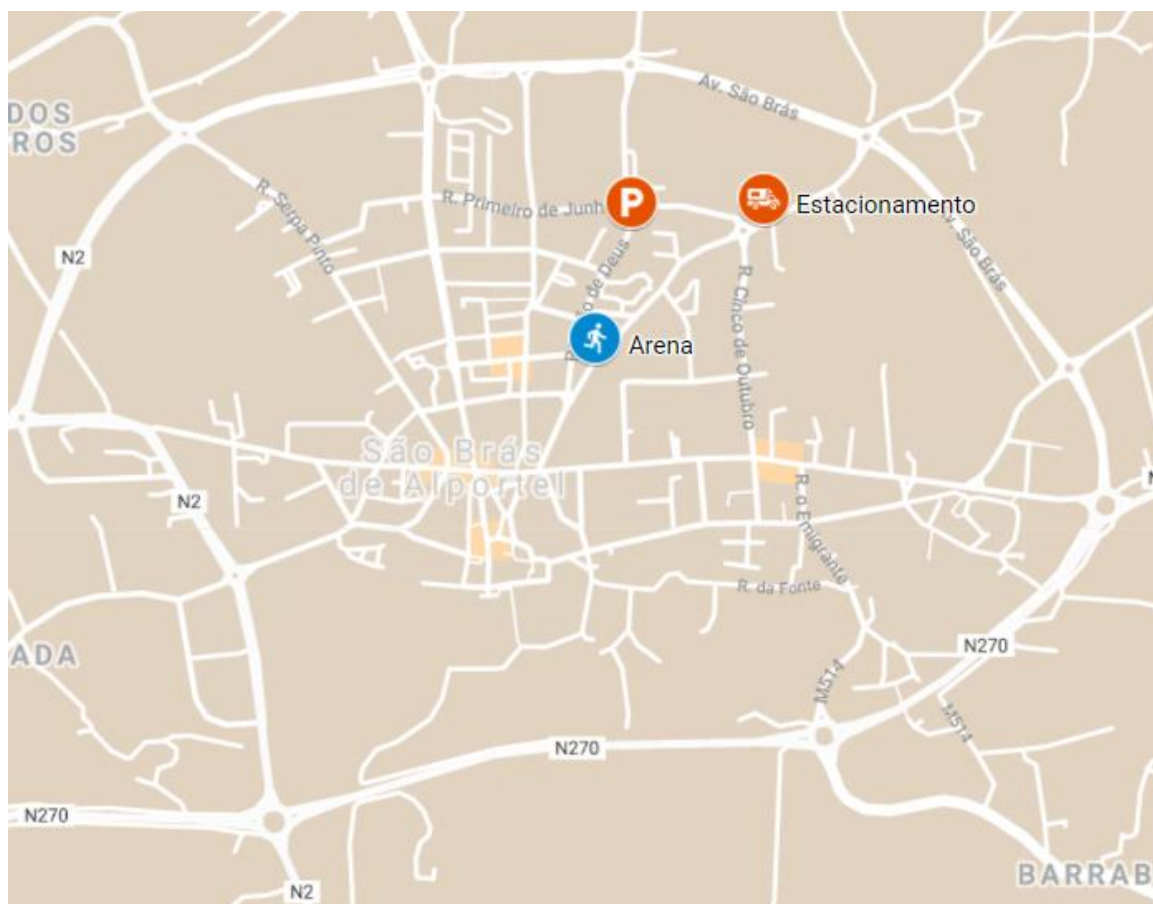 Av. São Brás
DOS
ROS
R. Serpa Pinto
R. Primeiro de Junh
P
Estacionamento
Av. São Brás
N2
de Deus
R. Cinco de Outubro
Arena
São Brás
de Alportel
N2
R. o Emigrante
R. da Fonte
ADA
N270
M514
M514
N270
N270
BARRAB
N2